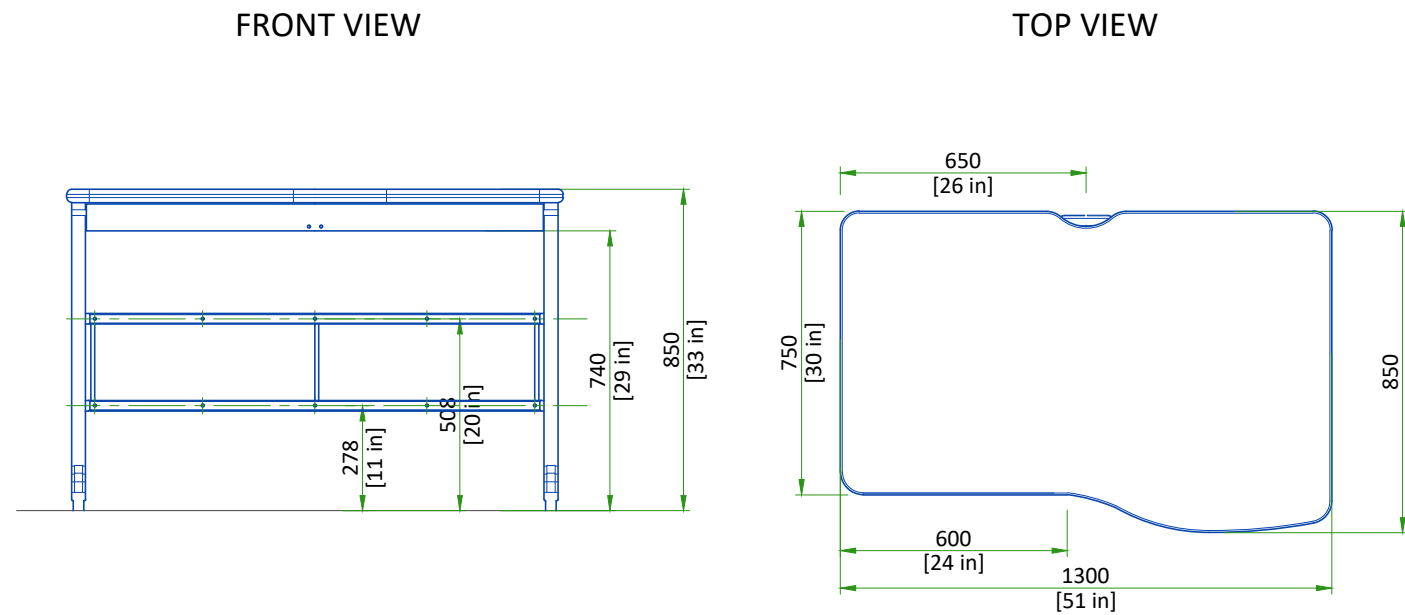 FRONT VIEW
TOP VIEW
650
[26 in]
850
[33 in]
740
[29 in]
508
[20 in]
278
[11 in]
750
[30 in]
850
600
[24 in]
1300
[51 in]